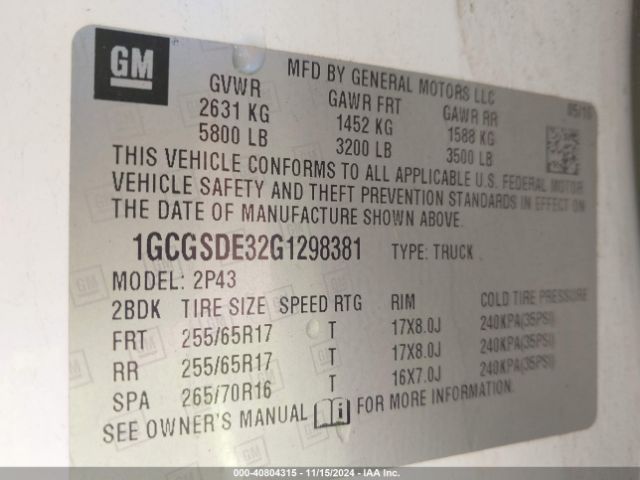 GM
MFD BY GENERAL MOTORS LLC
GVWR GAWR FRT GAWR RR 05/16
2631 KG 1452 KG 1588 KG
5800 LB 3200 LB 3500 LB
THIS VEHICLE CONFORMS TO ALL APPLICABLE U.S. FEDERAL MOTOR
VEHICLE SAFETY AND THEFT PREVENTION STANDARDS IN EFFECT ON
THE DATE OF MANUFACTURE SHOWN ABOVE.
1GCGSDE32G1298381 TYPE: TRUCK
MODEL: 2P43
2BDK TIRE SIZE SPEED RTG RIM COLD TIRE PRESSURE
FRT 255/65R17 T 17X8.0J 240KPA(35PSI)
RR 255/65R17 T 17X8.0J 240KPA(35PSI)
SPA 265/70R16 T 16X7.0J 240KPA(35PSI)
SEE OWNER'S MANUAL FOR MORE INFORMATION.
000-40804315 - 11/15/2024 - IAA Inc.